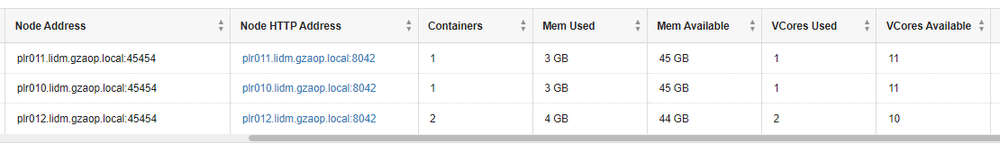 Node Address Node HTTP Address Containers Mem Used Mem Available VCores Used VCores Available
plr011.lidm.gzaop.local:45454 plr011.lidm.gzaop.local:8042 1 3 GB 45 GB 1 11
plr010.lidm.gzaop.local:45454 plr010.lidm.gzaop.local:8042 1 3 GB 45 GB 1 11
plr012.lidm.gzaop.local:45454 plr012.lidm.gzaop.local:8042 2 4 GB 44 GB 2 10